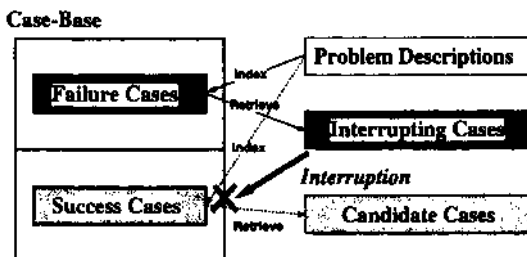 Case-Base
Problem Descriptions
Index
Failure Cases
Retrieve
Interrupting Cases
Index
Interruption
Success Cases
Candidate Cases
Retrieve